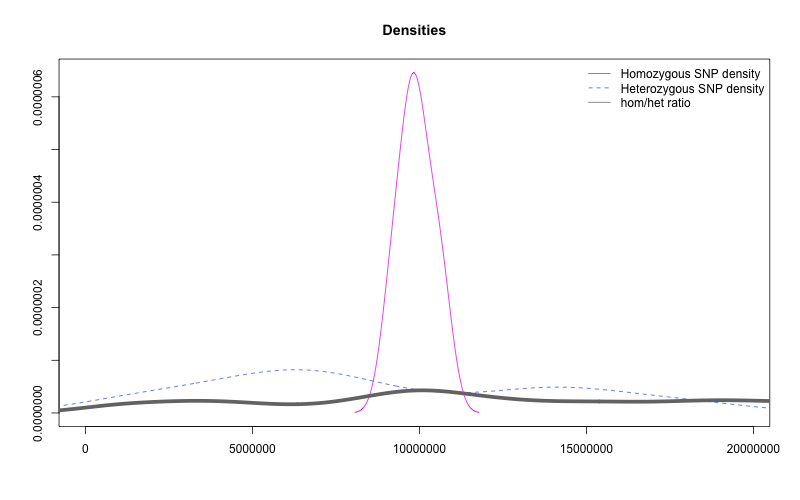 Densities
Homozygous SNP density
Heterozygous SNP density
hom/het ratio
0.0000006
0.0000004
0.0000002
0.0000000
0 5000000 10000000 15000000 20000000